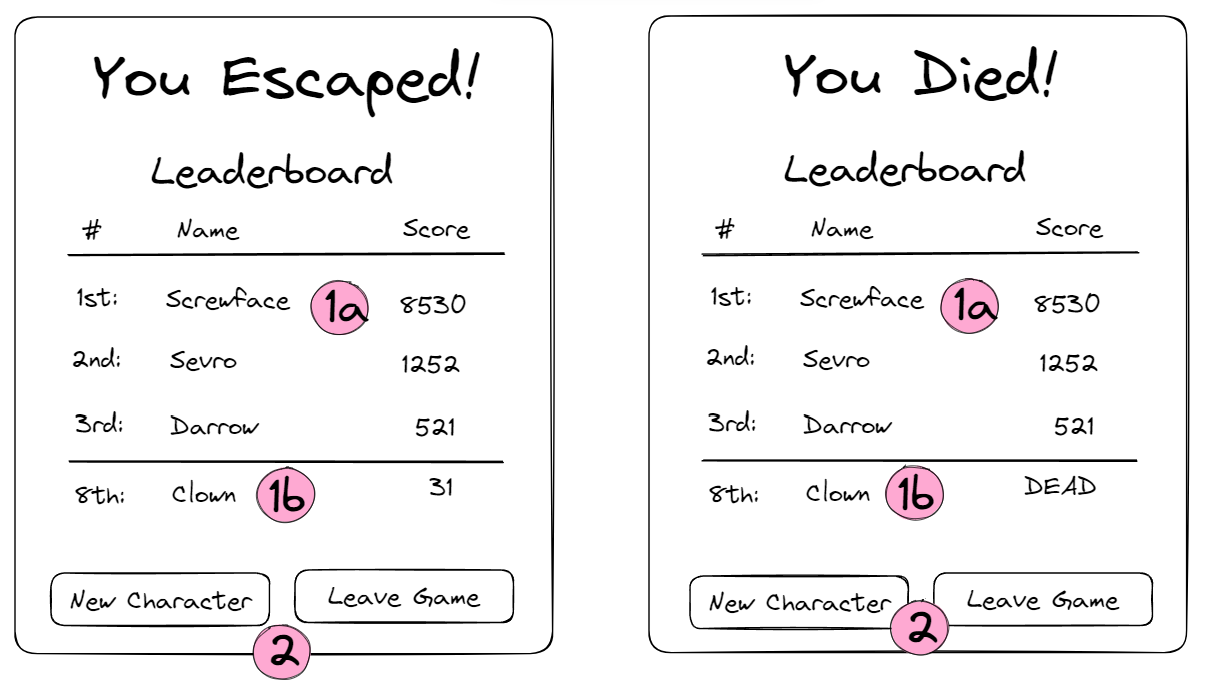 You Escaped!
Leaderboard
# Name Score
1st: Screwface 1a 8530
2nd: Sevro 1252
3rd: Darrow 521
8th: Clown 1b 31
New Character Leave Game
2
You Died!
Leaderboard
# Name Score
1st: Screwface 1a 8530
2nd: Sevro 1252
3rd: Darrow 521
8th: Clown 1b DEAD
New Character Leave Game
2